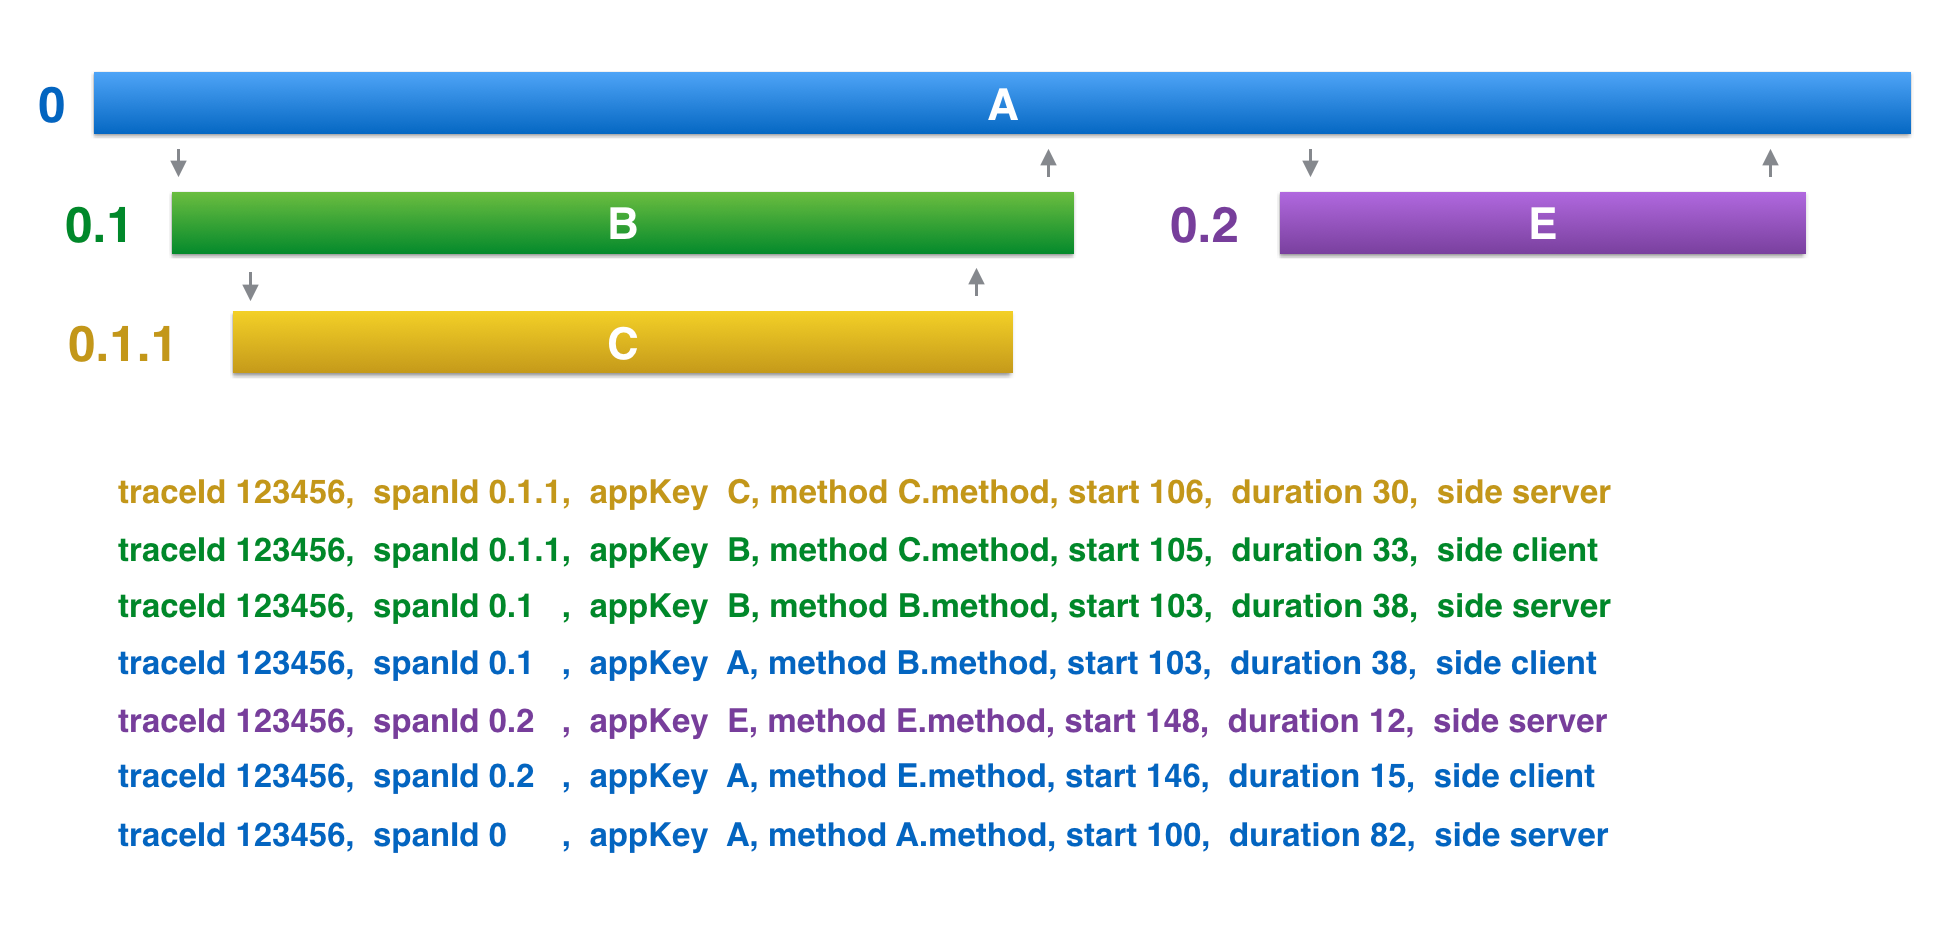 0 A
0.1 B 0.2 E
0.1.1 C
traceId 123456, spanId 0.1.1, appKey C, method C.method, start 106, duration 30, side server
traceId 123456, spanId 0.1.1, appKey B, method C.method, start 105, duration 33, side client
traceId 123456, spanId 0.1 , appKey B, method B.method, start 103, duration 38, side server
traceId 123456, spanId 0.1 , appKey A, method B.method, start 103, duration 38, side client
traceId 123456, spanId 0.2 , appKey E, method E.method, start 148, duration 12, side server
traceId 123456, spanId 0.2 , appKey A, method E.method, start 146, duration 15, side client
traceId 123456, spanId 0 , appKey A, method A.method, start 100, duration 82, side server